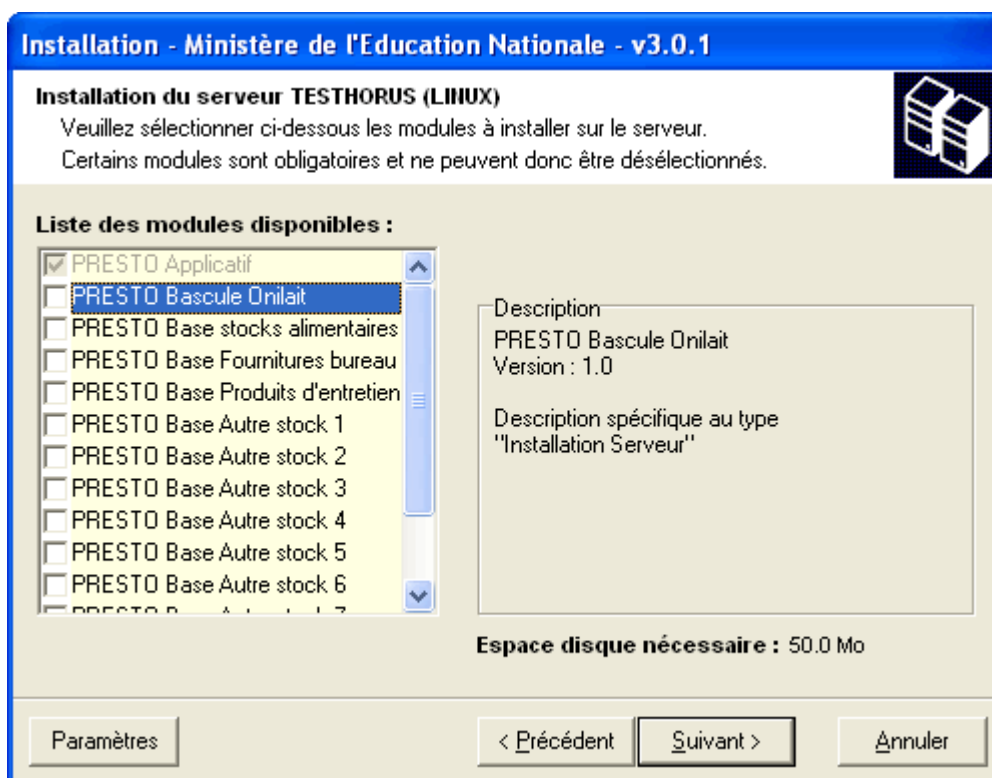 Installation - Ministère de l'Education Nationale - v3.0.1
Installation du serveur TESTHORUS (LINUX)
Veuillez sélectionner ci-dessous les modules à installer sur le serveur.
Certains modules sont obligatoires et ne peuvent donc être désélectionnés.
Liste des modules disponibles :
PRESTO Applicatif
PRESTO Bascule Onilait
PRESTO Base stocks alimentaires
PRESTO Base Fournitures bureau
PRESTO Base Produits d'entretien
PRESTO Base Autre stock 1
PRESTO Base Autre stock 2
PRESTO Base Autre stock 3
PRESTO Base Autre stock 4
PRESTO Base Autre stock 5
PRESTO Base Autre stock 6
Description
PRESTO Bascule Onilait
Version : 1.0
Description spécifique au type
"Installation Serveur"
Espace disque nécessaire : 50.0 Mo
Paramètres
< Précédent
Suivant >
Annuler